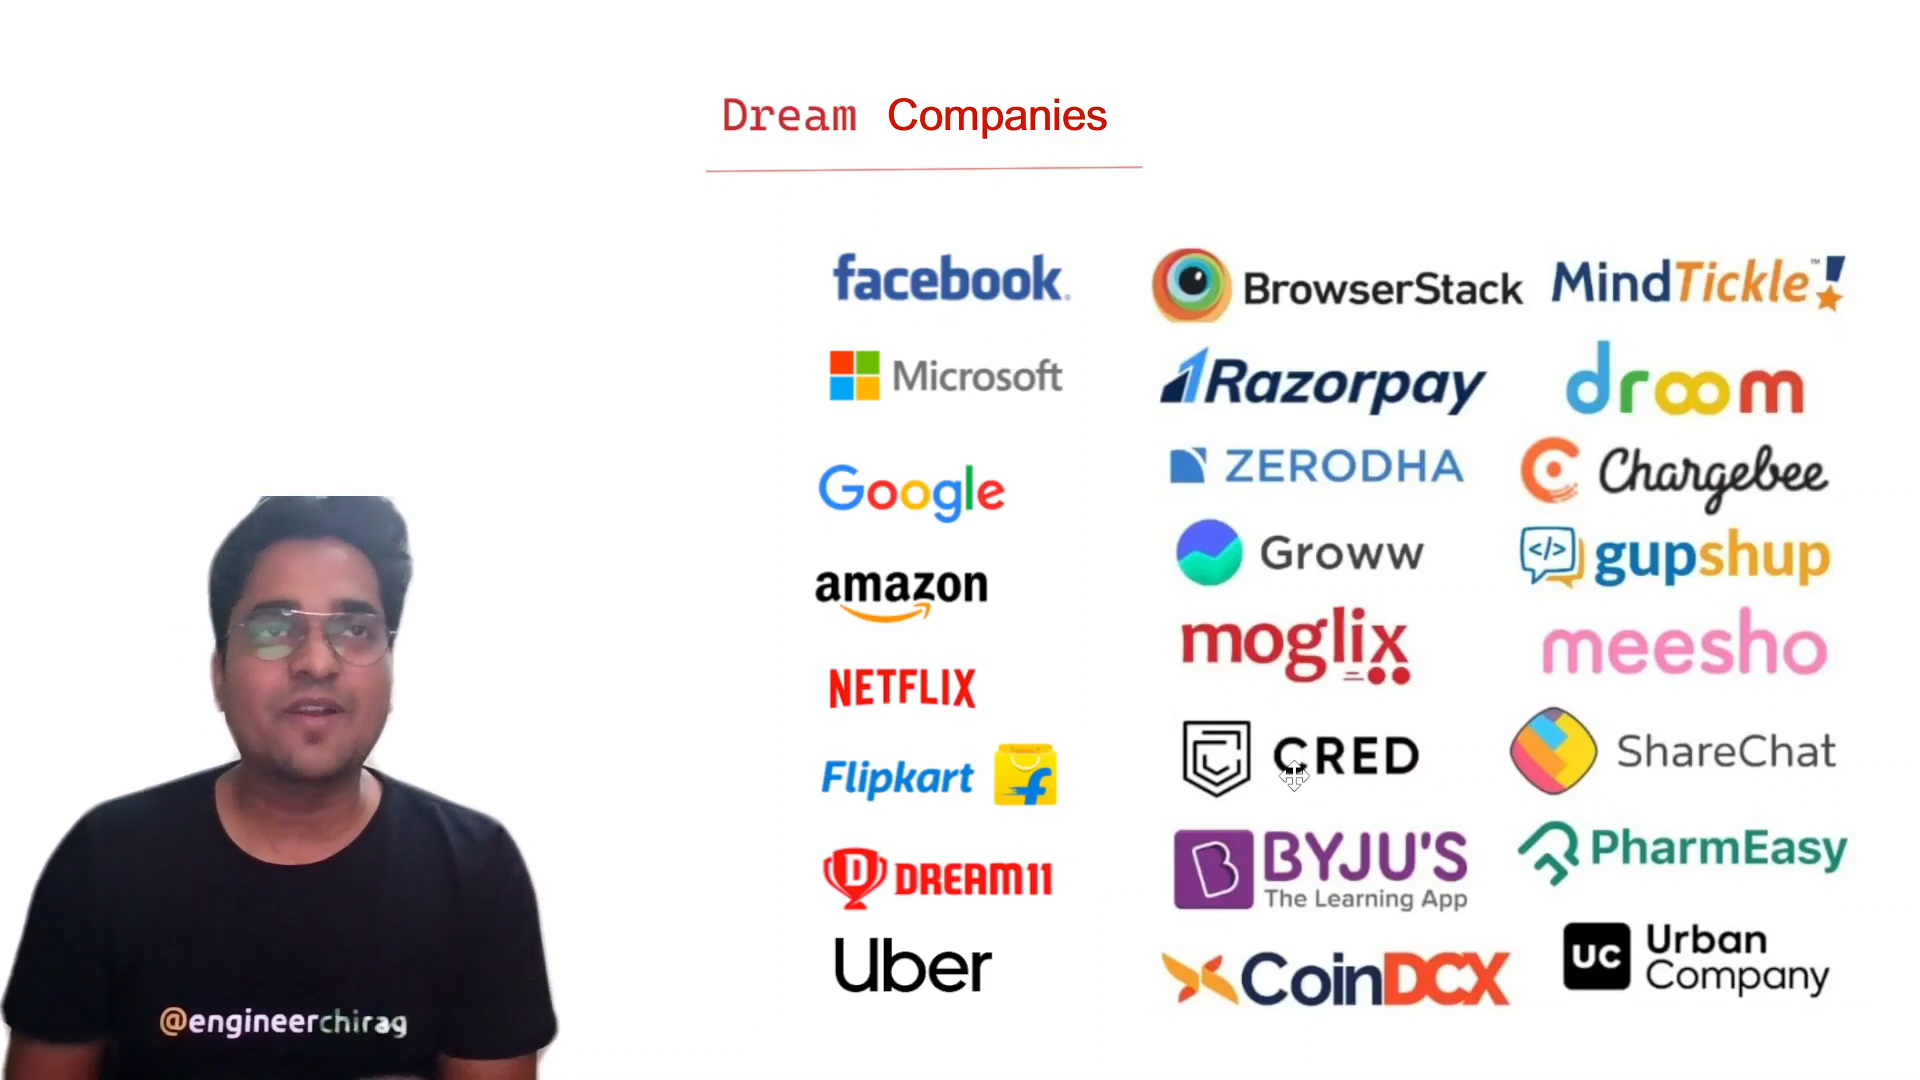 Dream Companies
facebook.
Microsoft
Google
amazon
NETFLIX
Flipkart
DREAM11
Uber
BrowserStack
Razorpay
ZERODHA
Groww
moglix
CRED
BYJU'S
The Learning App
CoinDCX
MindTickle!™
droom
Chargebee
</> gupshup
meesho
ShareChat
PharmEasy
UC Urban
Company
@engineerchirag